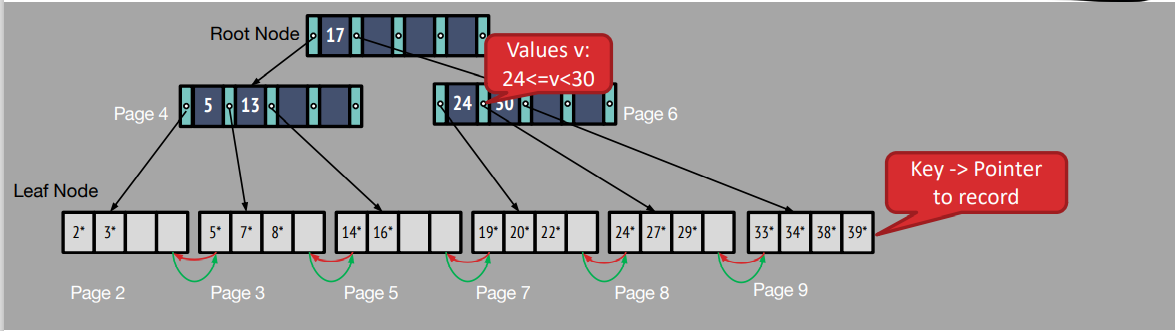 Root Node
17
Values v:
24<=v<30
Page 4
5 13
24 30
Page 6
Leaf Node
Key -> Pointer
to record
2* 3*
5* 7* 8*
14* 16*
19* 20* 22*
24* 27* 29*
33* 34* 38* 39*
Page 2
Page 3
Page 5
Page 7
Page 8
Page 9